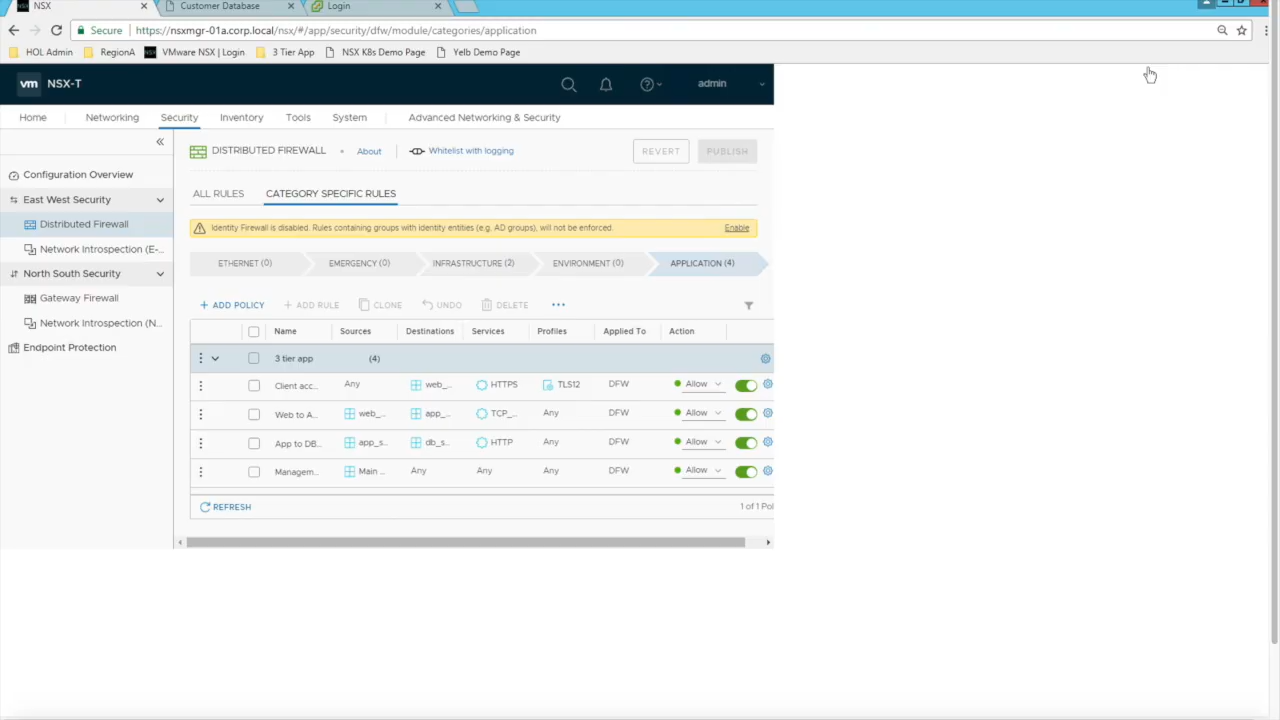 NSX
Customer Database
Login
Secure
https://nsxmgr-01a.corp.local/nsx/#/app/security/dfw/module/categories/application
HOL Admin
RegionA
VMware NSX | Login
3 Tier App
NSX K8s Demo Page
Yelb Demo Page
vm NSX-T
admin
Home
Networking
Security
Inventory
Tools
System
Advanced Networking & Security
Configuration Overview
East West Security
Distributed Firewall
Network Introspection (E-...
North South Security
Gateway Firewall
Network Introspection (N...
Endpoint Protection
DISTRIBUTED FIREWALL
About
Whitelist with logging
REVERT
PUBLISH
ALL RULES
CATEGORY SPECIFIC RULES
Identity Firewall is disabled. Rules containing groups with identity entities (e.g. AD groups), will not be enforced.
Enable
ETHERNET (0)
EMERGENCY (0)
INFRASTRUCTURE (2)
ENVIRONMENT (0)
APPLICATION (4)
+ ADD POLICY
+ ADD RULE
CLONE
UNDO
DELETE
...
Name Sources Destinations Services Profiles Applied To Action
3 tier app (4)
Client acc... Any web_... HTTPS TLS12 DFW Allow
Web to A... web_... app_... TCP_... Any DFW Allow
App to DB... app_s... db_s... HTTP Any DFW Allow
Managem... Main ... Any Any Any DFW Allow
REFRESH
1 of 1 Pol